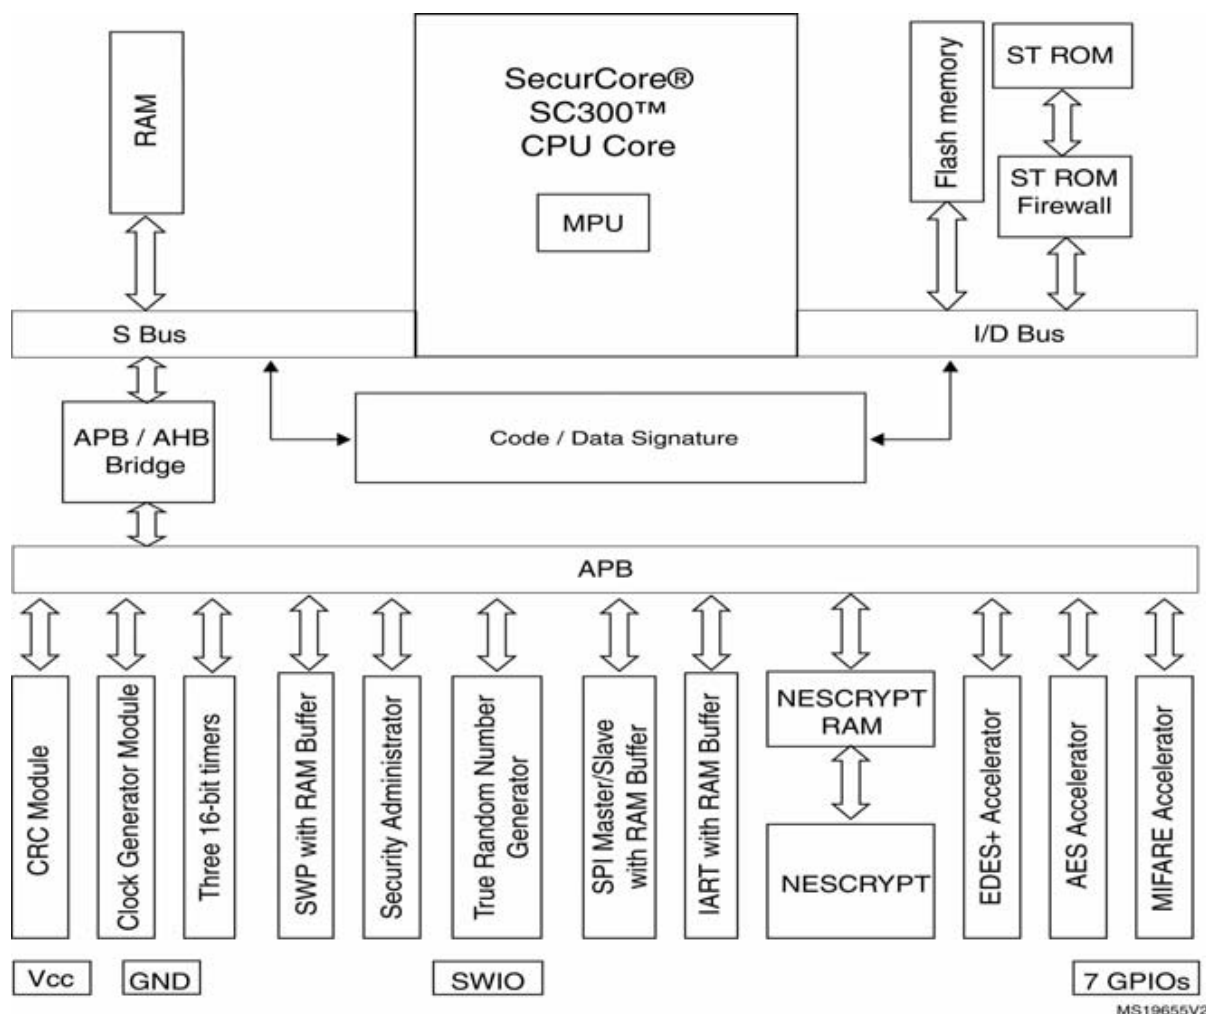 RAM
SecurCore®
SC300™
CPU Core
MPU
Flash memory
ST ROM
ST ROM
Firewall
S Bus
I/D Bus
APB / AHB
Bridge
Code / Data Signature
APB
CRC Module
Clock Generator Module
Three 16-bit timers
SWP with RAM Buffer
Security Administrator
True Random Number
Generator
SPI Master/Slave
with RAM Buffer
IART with RAM Buffer
NESCRYPT
RAM
NESCRYPT
EDES+ Accelerator
AES Accelerator
MIFARE Accelerator
Vcc
GND
SWIO
7 GPIOs
MS19655V2